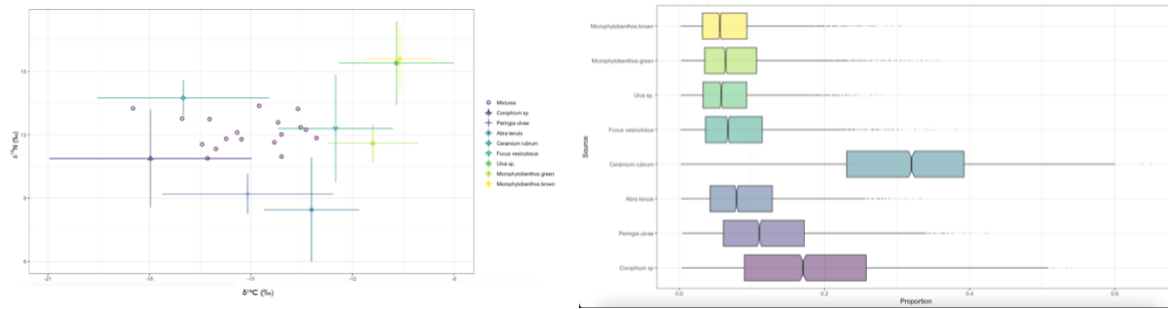 15
12
9
6
δ¹⁵N (‰)
-21
-18
-15
-12
-9
δ¹³C (‰)
Mixtures
Corophium sp
Peringia ulvae
Abra tenuis
Ceramium rubrum
Fucus vesiculosus
Ulva sp.
Microphytobenthos green
Microphytobenthos brown
Microphytobenthos brown
Microphytobenthos green
Ulva sp.
Fucus vesiculosus
Ceramium rubrum
Abra tenuis
Peringia ulvae
Corophium sp
Source
0.0
0.2
0.4
0.6
Proportion